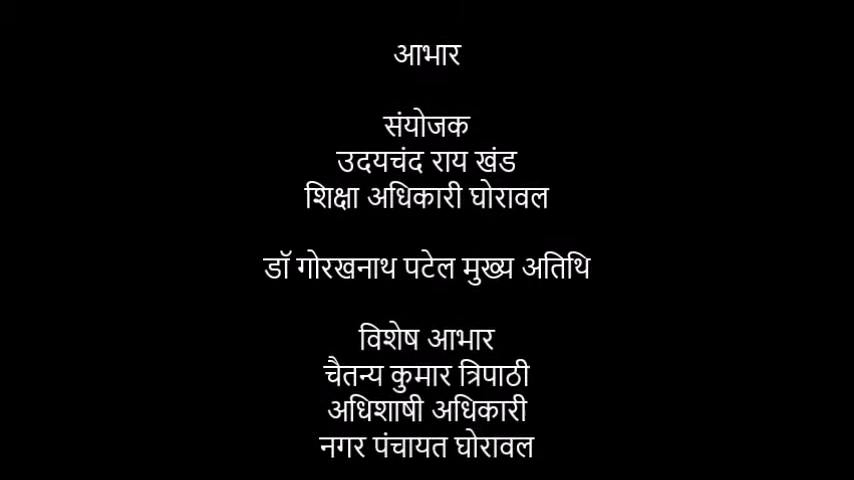 आभार
संयोजक
उदयचंद राय खंड
शिक्षा अधिकारी घोरावल
डॉ गोरखनाथ पटेल मुख्य अतिथि
विशेष आभार
चैतन्य कुमार त्रिपाठी
अधिशाषी अधिकारी
नगर पंचायत घोरावल